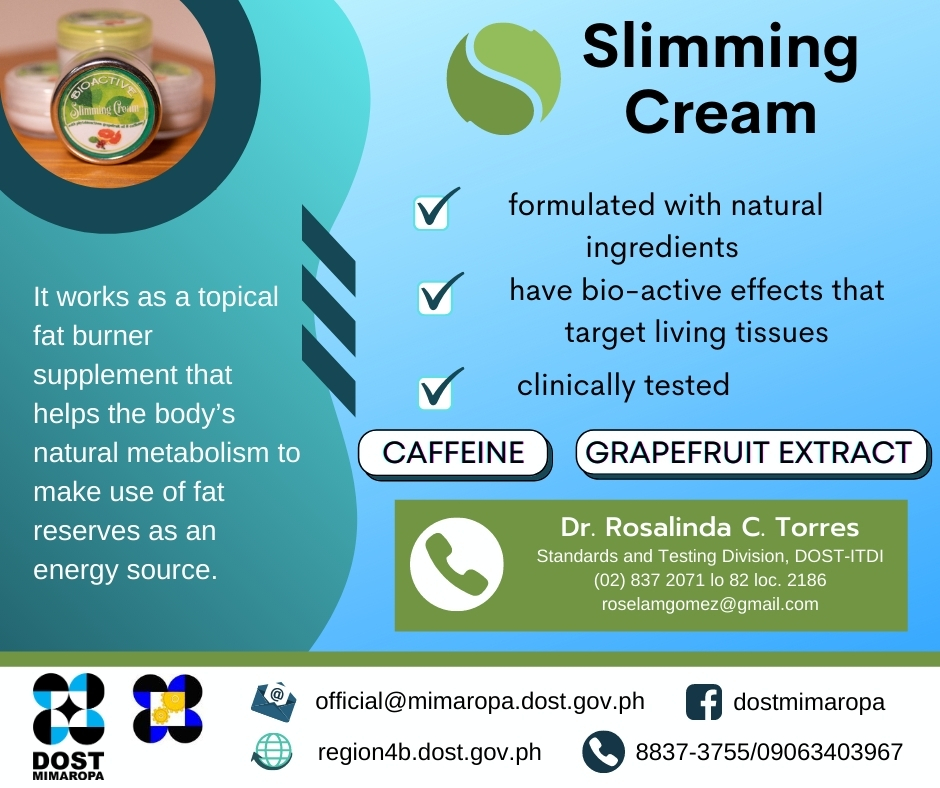 BIOACTIVE
Slimming Cream
Slimming
Cream
formulated with natural
ingredients
have bio-active effects that
target living tissues
clinically tested
It works as a topical
fat burner
supplement that
helps the body's
natural metabolism to
make use of fat
reserves as an
energy source.
CAFFEINE
GRAPEFRUIT EXTRACT
Dr. Rosalinda C. Torres
Standards and Testing Division, DOST-ITDI
(02) 837 2071 lo 82 loc. 2186
roselamgomez@gmail.com
DOST
MIMAROPA
official@mimaropa.dost.gov.ph
dostmimaropa
region4b.dost.gov.ph
8837-3755/09063403967